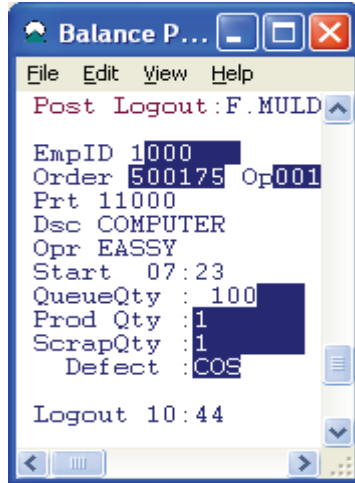 Balance P...
File Edit View Help
Post Logout:F.MULD
EmpID 1000
Order 500175 Op001
Prt 11000
Dsc COMPUTER
Opr EASSY
Start 07:23
QueueQty : 100
Prod Qty :1
ScrapQty :1
Defect :COS
Logout 10:44